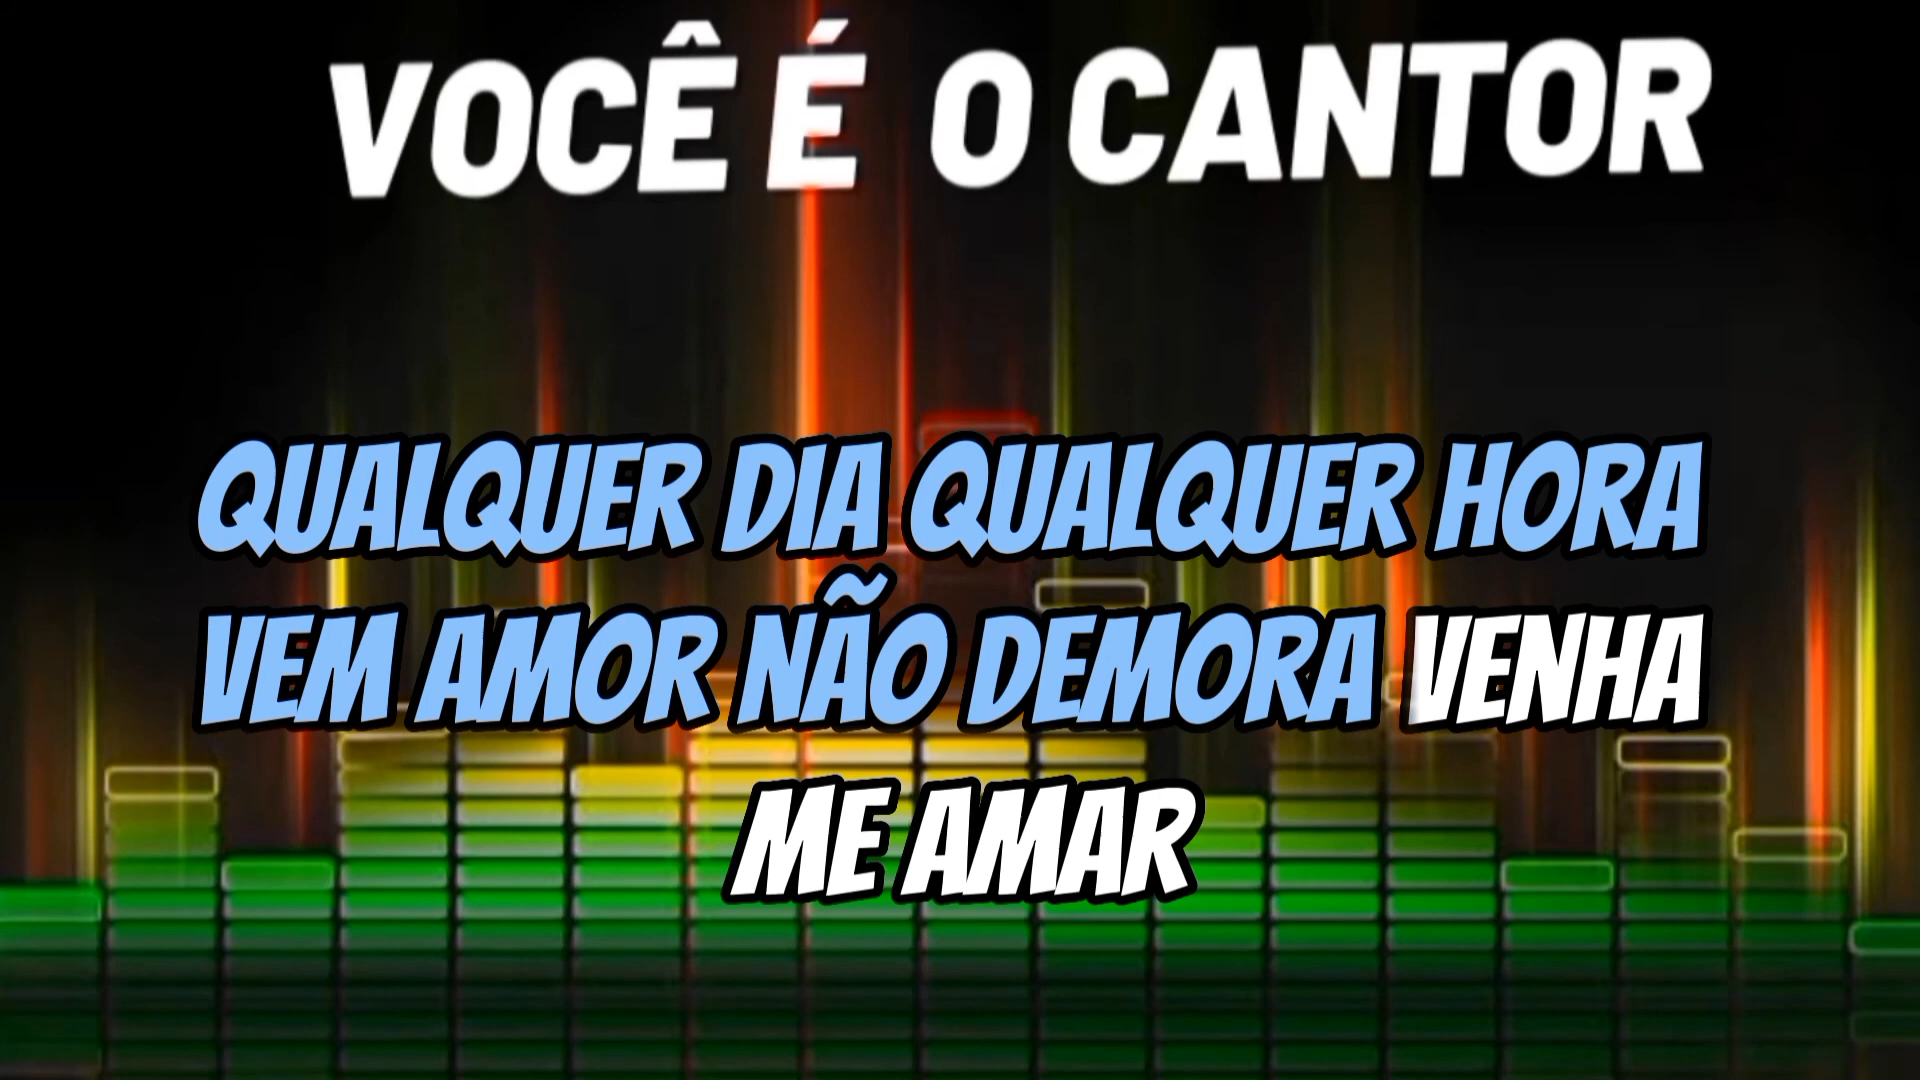 VOCÊ É O CANTOR
QUALQUER DIA QUALQUER HORA
VEM AMOR NÃO DEMORA VENHA
ME AMAR